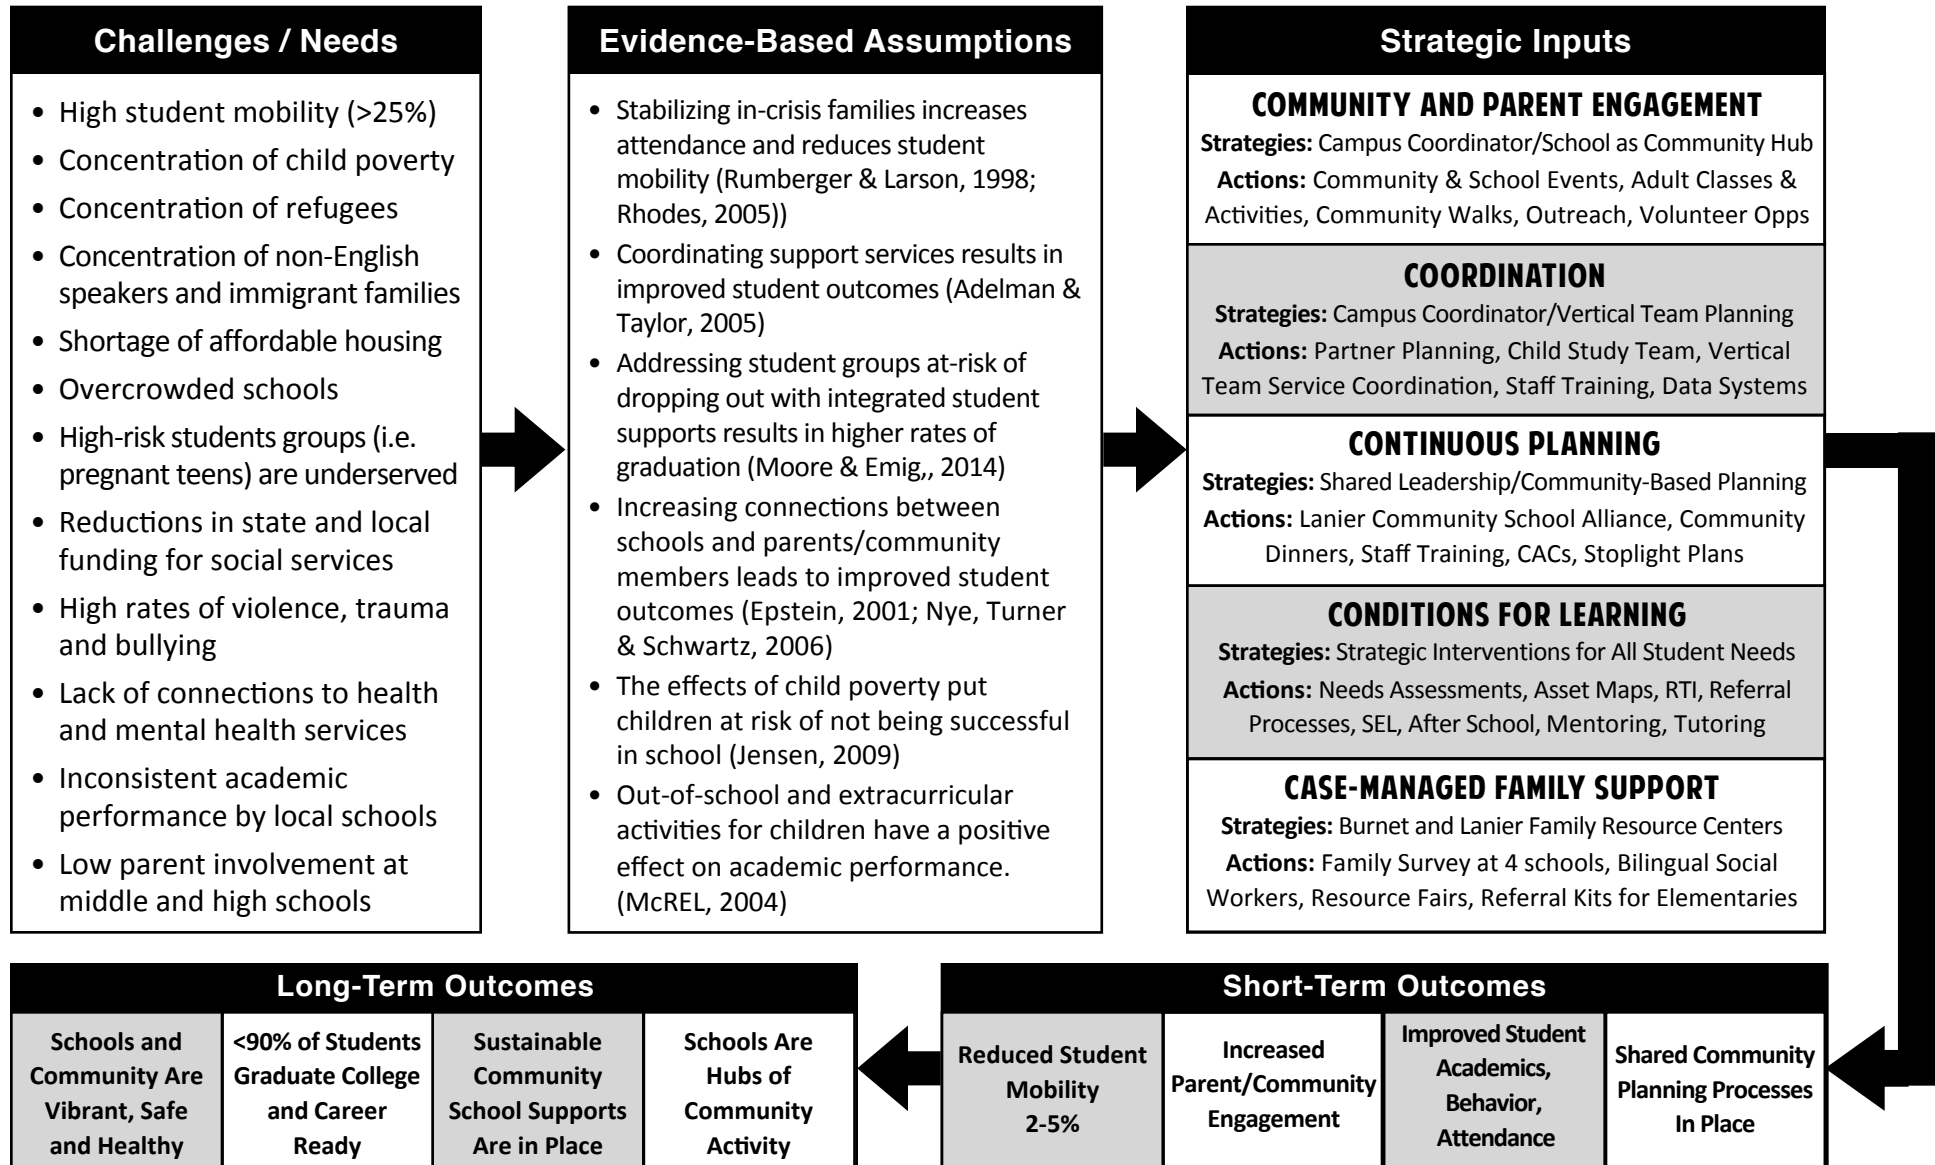 Challenges / Needs
• High student mobility (>25%)
• Concentration of child poverty
• Concentration of refugees
• Concentration of non-English
speakers and immigrant families
• Shortage of affordable housing
• Overcrowded schools
• High-risk students groups (i.e.
pregnant teens) are underserved
• Reductions in state and local
funding for social services
• High rates of violence, trauma
and bullying
• Lack of connections to health
and mental health services
• Inconsistent academic
performance by local schools
• Low parent involvement at
middle and high schools
Evidence-Based Assumptions
• Stabilizing in-crisis families increases
attendance and reduces student
mobility (Rumberger & Larson, 1998;
Rhodes, 2005))
• Coordinating support services results in
improved student outcomes (Adelman &
Taylor, 2005)
• Addressing student groups at-risk of
dropping out with integrated student
supports results in higher rates of
graduation (Moore & Emig,, 2014)
• Increasing connections between
schools and parents/community
members leads to improved student
outcomes (Epstein, 2001; Nye, Turner
& Schwartz, 2006)
• The effects of child poverty put
children at risk of not being successful
in school (Jensen, 2009)
• Out-of-school and extracurricular
activities for children have a positive
effect on academic performance.
(McREL, 2004)
Strategic Inputs
COMMUNITY AND PARENT ENGAGEMENT
Strategies: Campus Coordinator/School as Community Hub
Actions: Community & School Events, Adult Classes &
Activities, Community Walks, Outreach, Volunteer Opps
COORDINATION
Strategies: Campus Coordinator/Vertical Team Planning
Actions: Partner Planning, Child Study Team, Vertical
Team Service Coordination, Staff Training, Data Systems
CONTINUOUS PLANNING
Strategies: Shared Leadership/Community-Based Planning
Actions: Lanier Community School Alliance, Community
Dinners, Staff Training, CACs, Stoplight Plans
CONDITIONS FOR LEARNING
Strategies: Strategic Interventions for All Student Needs
Actions: Needs Assessments, Asset Maps, RTI, Referral
Processes, SEL, After School, Mentoring, Tutoring
CASE-MANAGED FAMILY SUPPORT
Strategies: Burnet and Lanier Family Resource Centers
Actions: Family Survey at 4 schools, Bilingual Social
Workers, Resource Fairs, Referral Kits for Elementaries
Long-Term Outcomes
Schools and
Community Are
Vibrant, Safe
and Healthy
<90% of Students
Graduate College
and Career
Ready
Sustainable
Community
School Supports
Are in Place
Schools Are
Hubs of
Community
Activity
Short-Term Outcomes
Reduced Student
Mobility
2-5%
Increased
Parent/Community
Engagement
Improved Student
Academics,
Behavior,
Attendance
Shared Community
Planning Processes
In Place